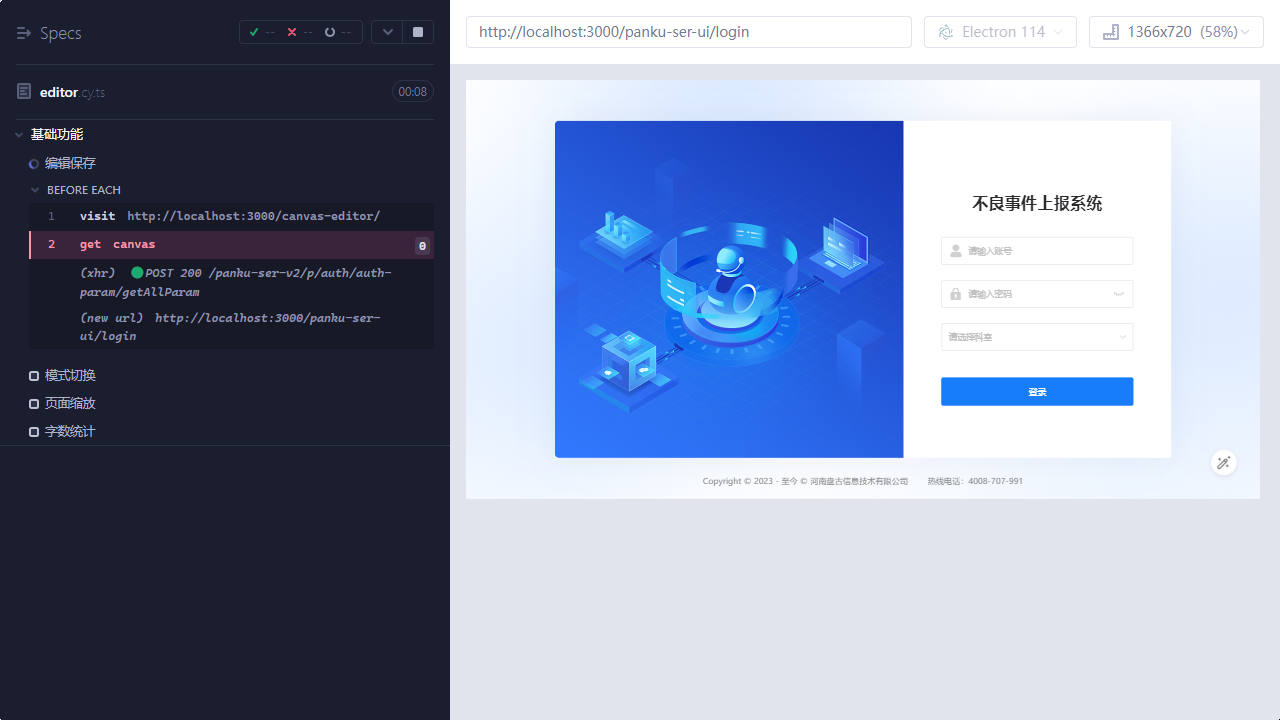 Specs
-- -- --
http://localhost:3000/panku-ser-ui/login
Electron 114
1366x720 (58%)
editor.cy.ts
00:08
基础功能
编辑保存
BEFORE EACH
1 visit http://localhost:3000/canvas-editor/
2 get canvas 0
(xhr) POST 200 /panku-ser-v2/p/auth/auth-
param/getAllParam
(new url) http://localhost:3000/panku-ser-
ui/login
模式切换
页面缩放
字数统计
不良事件上报系统
请输入账号
请输入密码
请选择科室
登录
Copyright © 2023 - 至今 © 河南盘古信息技术有限公司 热线电话：4008-707-991